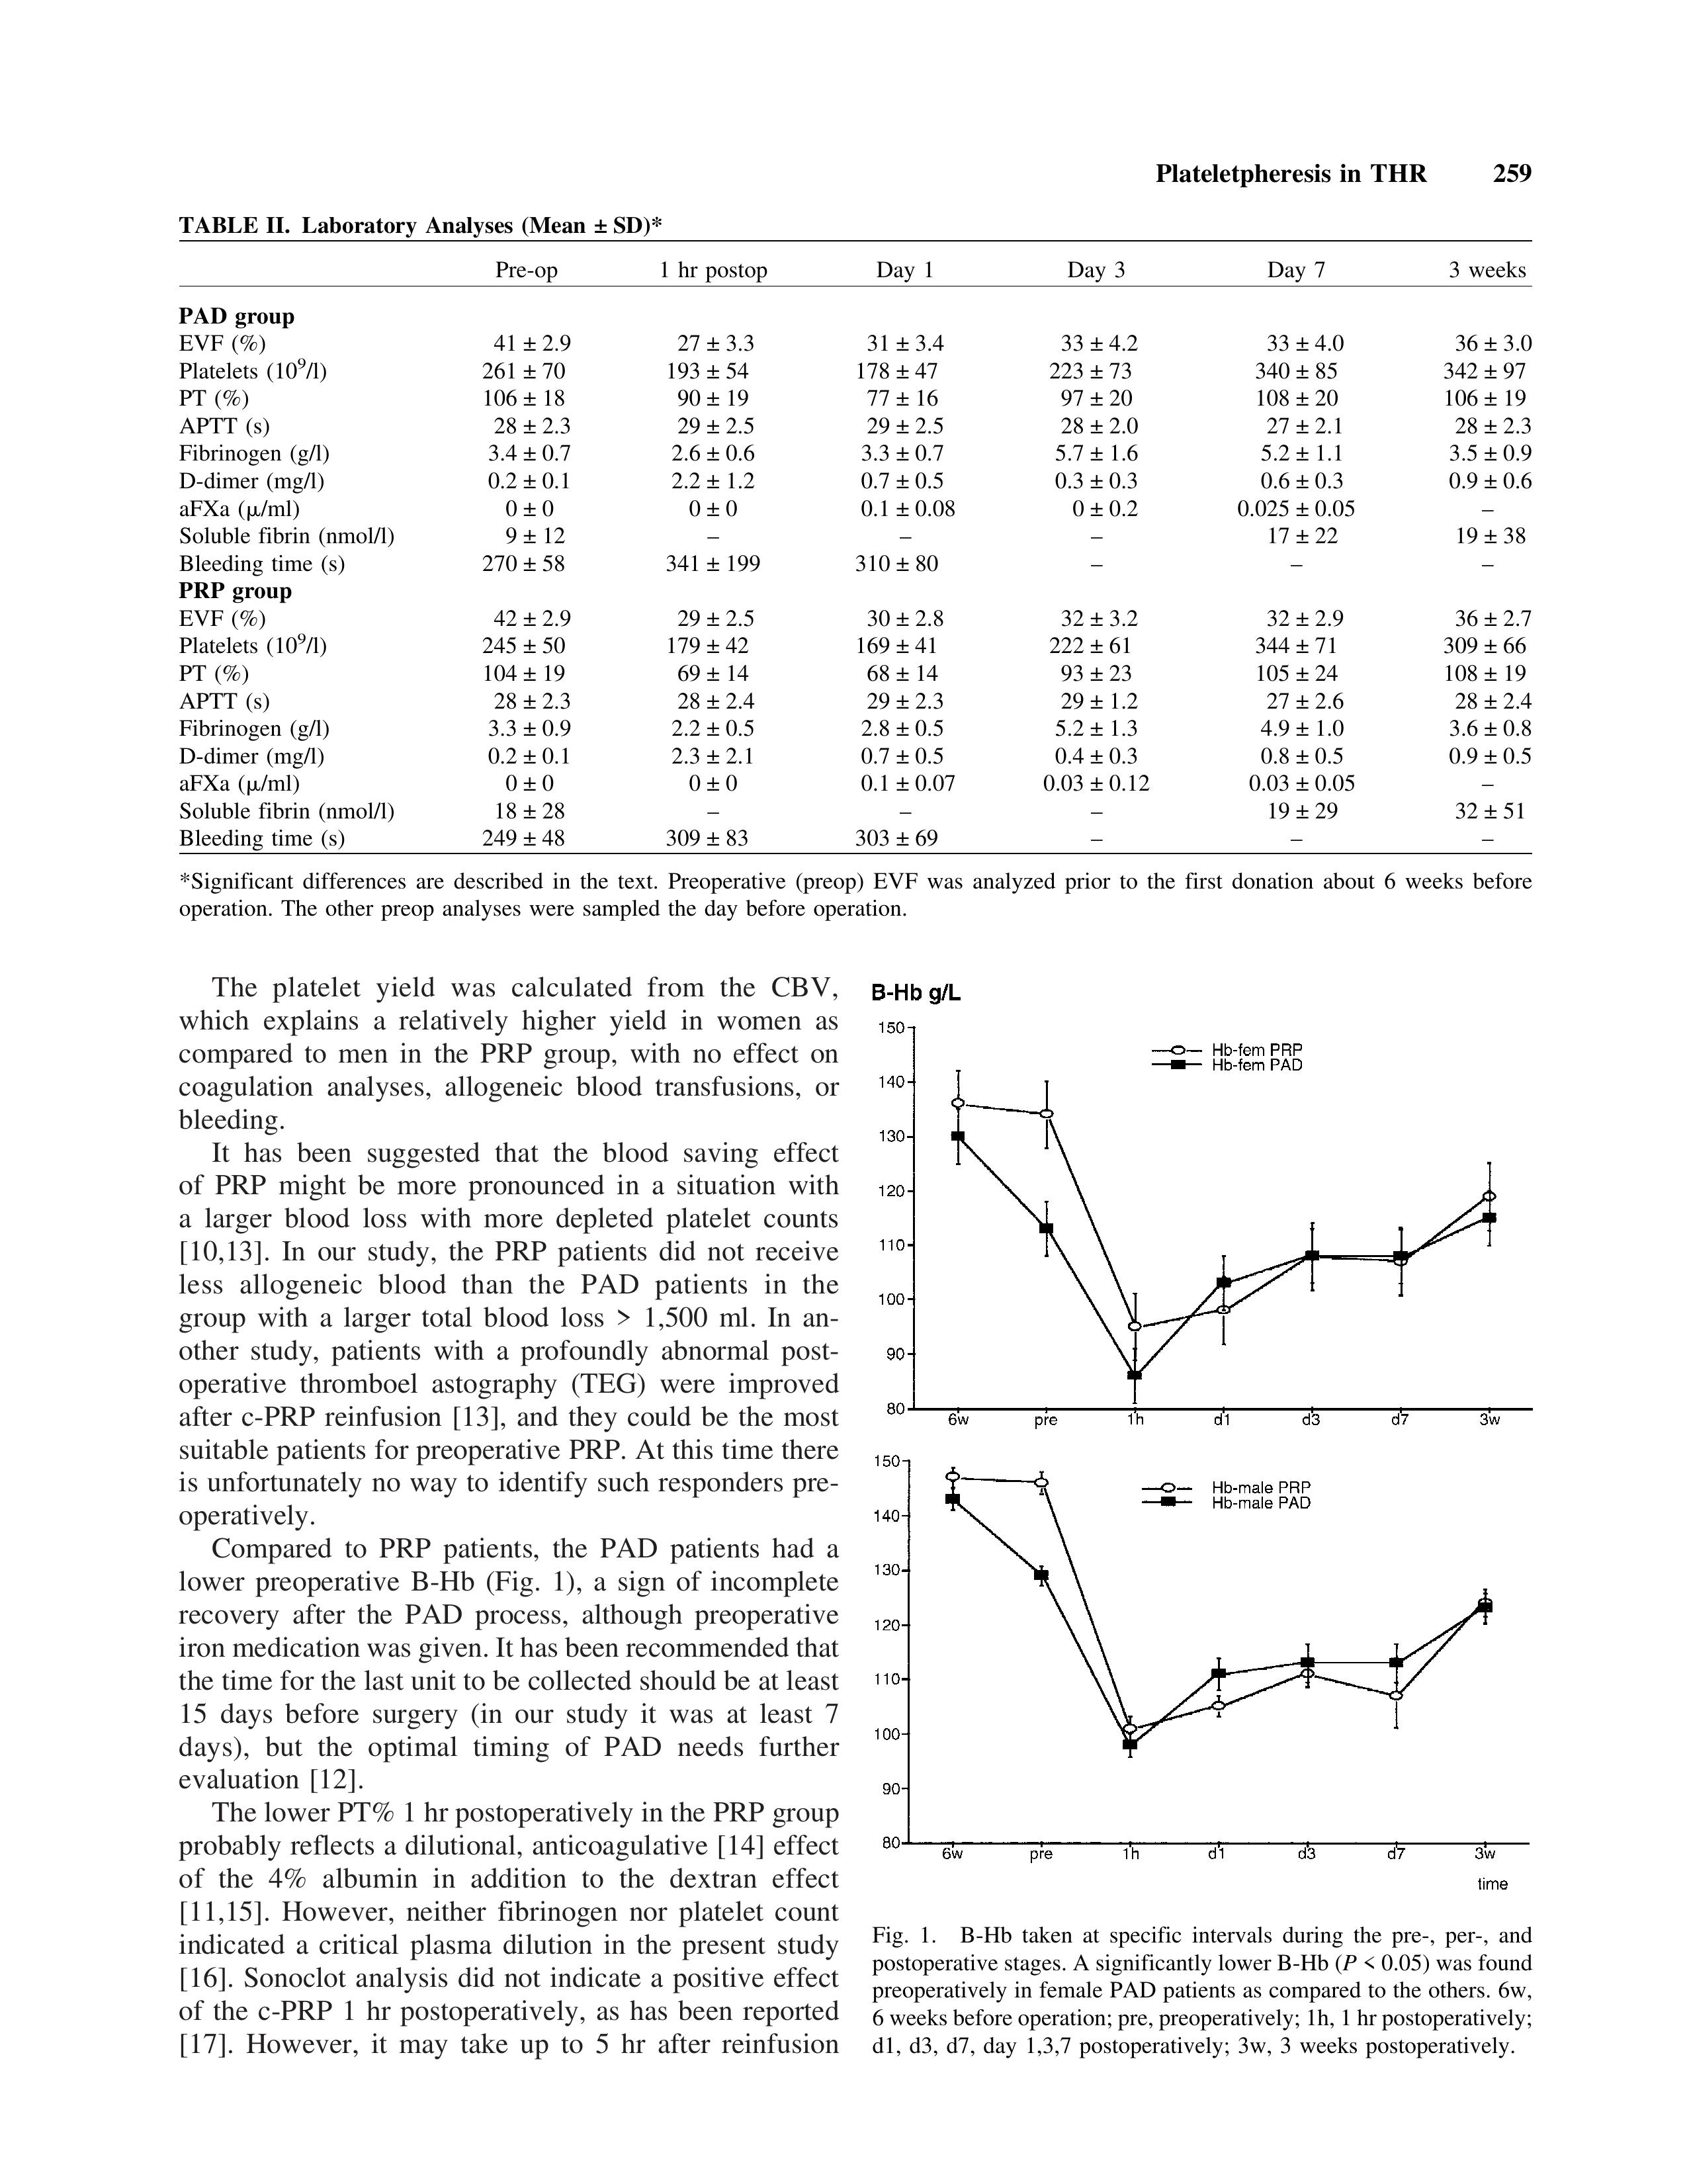 Plateletpheresis in THR 259
TABLE II. Laboratory Analyses (Mean ± SD)*
Pre-op 1 hr postop Day 1 Day 3 Day 7 3 weeks
PAD group
EVF (%) 41 ± 2.9 27 ± 3.3 31 ± 3.4 33 ± 4.2 33 ± 4.0 36 ± 3.0
Platelets (10⁹/l) 261 ± 70 193 ± 54 178 ± 47 223 ± 73 340 ± 85 342 ± 97
PT (%) 106 ± 18 90 ± 19 77 ± 16 97 ± 20 108 ± 20 106 ± 19
APTT (s) 28 ± 2.3 29 ± 2.5 29 ± 2.5 28 ± 2.0 27 ± 2.1 28 ± 2.3
Fibrinogen (g/l) 3.4 ± 0.7 2.6 ± 0.6 3.3 ± 0.7 5.7 ± 1.6 5.2 ± 1.1 3.5 ± 0.9
D-dimer (mg/l) 0.2 ± 0.1 2.2 ± 1.2 0.7 ± 0.5 0.3 ± 0.3 0.6 ± 0.3 0.9 ± 0.6
aFXa (μ/ml) 0 ± 0 0 ± 0 0.1 ± 0.08 0 ± 0.2 0.025 ± 0.05 –
Soluble fibrin (nmol/l) 9 ± 12 – – – 17 ± 22 19 ± 38
Bleeding time (s) 270 ± 58 341 ± 199 310 ± 80 – – –
PRP group
EVF (%) 42 ± 2.9 29 ± 2.5 30 ± 2.8 32 ± 3.2 32 ± 2.9 36 ± 2.7
Platelets (10⁹/l) 245 ± 50 179 ± 42 169 ± 41 222 ± 61 344 ± 71 309 ± 66
PT (%) 104 ± 19 69 ± 14 68 ± 14 93 ± 23 105 ± 24 108 ± 19
APTT (s) 28 ± 2.3 28 ± 2.4 29 ± 2.3 29 ± 1.2 27 ± 2.6 28 ± 2.4
Fibrinogen (g/l) 3.3 ± 0.9 2.2 ± 0.5 2.8 ± 0.5 5.2 ± 1.3 4.9 ± 1.0 3.6 ± 0.8
D-dimer (mg/l) 0.2 ± 0.1 2.3 ± 2.1 0.7 ± 0.5 0.4 ± 0.3 0.8 ± 0.5 0.9 ± 0.5
aFXa (μ/ml) 0 ± 0 0 ± 0 0.1 ± 0.07 0.03 ± 0.12 0.03 ± 0.05 –
Soluble fibrin (nmol/l) 18 ± 28 – – – 19 ± 29 32 ± 51
Bleeding time (s) 249 ± 48 309 ± 83 303 ± 69 – – –
*Significant differences are described in the text. Preoperative (preop) EVF was analyzed prior to the first donation about 6 weeks before
operation. The other preop analyses were sampled the day before operation.
The platelet yield was calculated from the CBV,
which explains a relatively higher yield in women as
compared to men in the PRP group, with no effect on
coagulation analyses, allogeneic blood transfusions, or
bleeding.
It has been suggested that the blood saving effect
of PRP might be more pronounced in a situation with
a larger blood loss with more depleted platelet counts
[10,13]. In our study, the PRP patients did not receive
less allogeneic blood than the PAD patients in the
group with a larger total blood loss > 1,500 ml. In an-
other study, patients with a profoundly abnormal post-
operative thromboel astography (TEG) were improved
after c-PRP reinfusion [13], and they could be the most
suitable patients for preoperative PRP. At this time there
is unfortunately no way to identify such responders pre-
operatively.
Compared to PRP patients, the PAD patients had a
lower preoperative B-Hb (Fig. 1), a sign of incomplete
recovery after the PAD process, although preoperative
iron medication was given. It has been recommended that
the time for the last unit to be collected should be at least
15 days before surgery (in our study it was at least 7
days), but the optimal timing of PAD needs further
evaluation [12].
The lower PT% 1 hr postoperatively in the PRP group
probably reflects a dilutional, anticoagulative [14] effect
of the 4% albumin in addition to the dextran effect
[11,15]. However, neither fibrinogen nor platelet count
indicated a critical plasma dilution in the present study
[16]. Sonoclot analysis did not indicate a positive effect
of the c-PRP 1 hr postoperatively, as has been reported
[17]. However, it may take up to 5 hr after reinfusion
B-Hb g/L
150
140
130
120
110
100
90
80
Hb-fem PRP
Hb-fem PAD
6w pre 1h d1 d3 d7 3w
150
140
130
120
110
100
90
80
Hb-male PRP
Hb-male PAD
6w pre 1h d1 d3 d7 3w
time
Fig. 1. B-Hb taken at specific intervals during the pre-, per-, and
postoperative stages. A significantly lower B-Hb (P < 0.05) was found
preoperatively in female PAD patients as compared to the others. 6w,
6 weeks before operation; pre, preoperatively; 1h, 1 hr postoperatively;
d1, d3, d7, day 1,3,7 postoperatively; 3w, 3 weeks postoperatively.